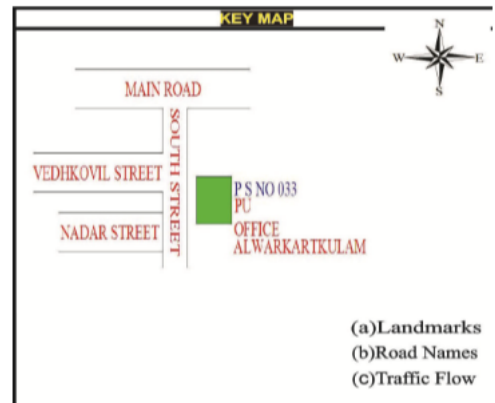 KEY MAP
N
W E
S
MAIN ROAD
SOUTH STREET
VEDHKOVIL STREET
NADAR STREET
P S NO 033
PU
OFFICE
ALWARKARTKULAM
(a)Landmarks
(b)Road Names
(c)Traffic Flow